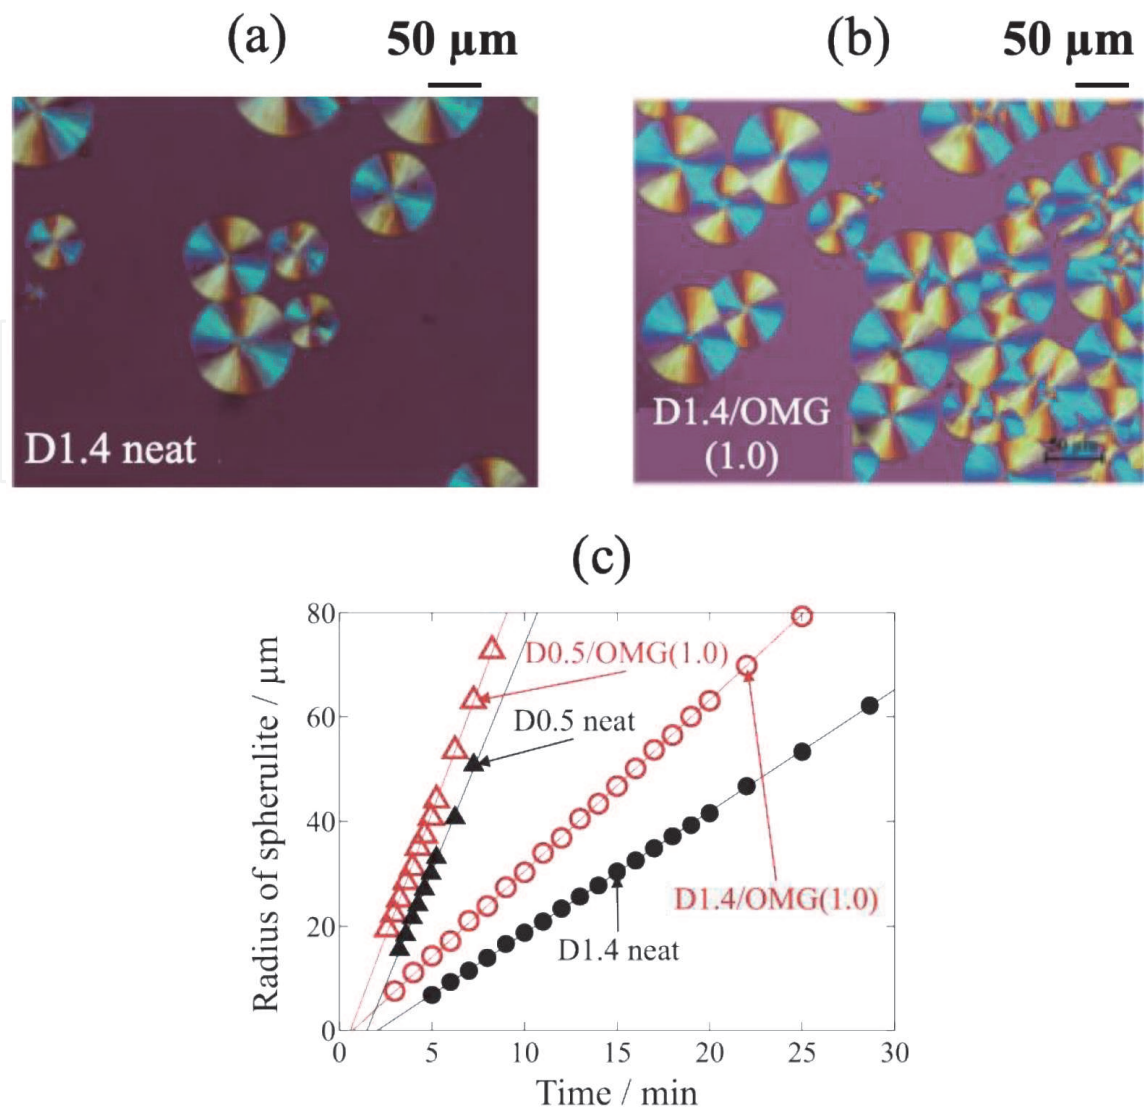 (a) 50 μm
(b) 50 μm
D1.4 neat
D1.4/OMG
(1.0)
50 μm
(c)
80
60
40
20
0
Radius of spherulite / μm
D0.5/OMG(1.0)
D0.5 neat
D1.4/OMG(1.0)
D1.4 neat
0 5 10 15 20 25 30
Time / min